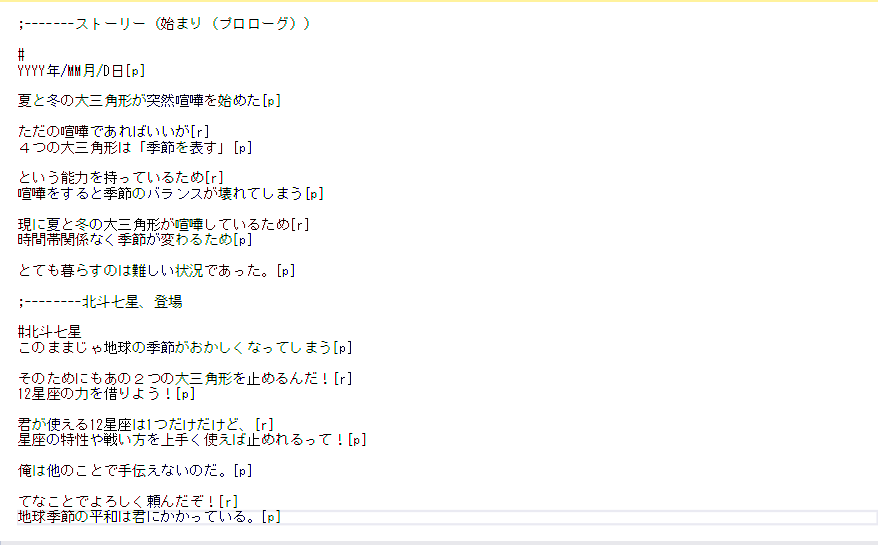 ;-------ストーリー（始まり（プロローグ））
#
YYYY年/MM月/D日[p]
夏と冬の大三角形が突然喧嘩を始めた[p]
ただの喧嘩であればいいが[r]
４つの大三角形は「季節を表す」[p]
という能力を持っているため[r]
喧嘩をすると季節のバランスが壊れてしまう[p]
現に夏と冬の大三角形が喧嘩しているため[r]
時間帯関係なく季節が変わるため[p]
とても暮らすのは難しい状況であった。[p]
;--------北斗七星、登場
#北斗七星
このままじゃ地球の季節がおかしくなってしまう[p]
そのためにもあの２つの大三角形を止めるんだ！[r]
12星座の力を借りよう！[p]
君が使える12星座は1つだけだけど、[r]
星座の特性や戦い方を上手く使えば止めれるって！[p]
俺は他のことで手伝えないのだ。[p]
てなことでよろしく頼んだぞ！[r]
地球季節の平和は君にかかっている。[p]